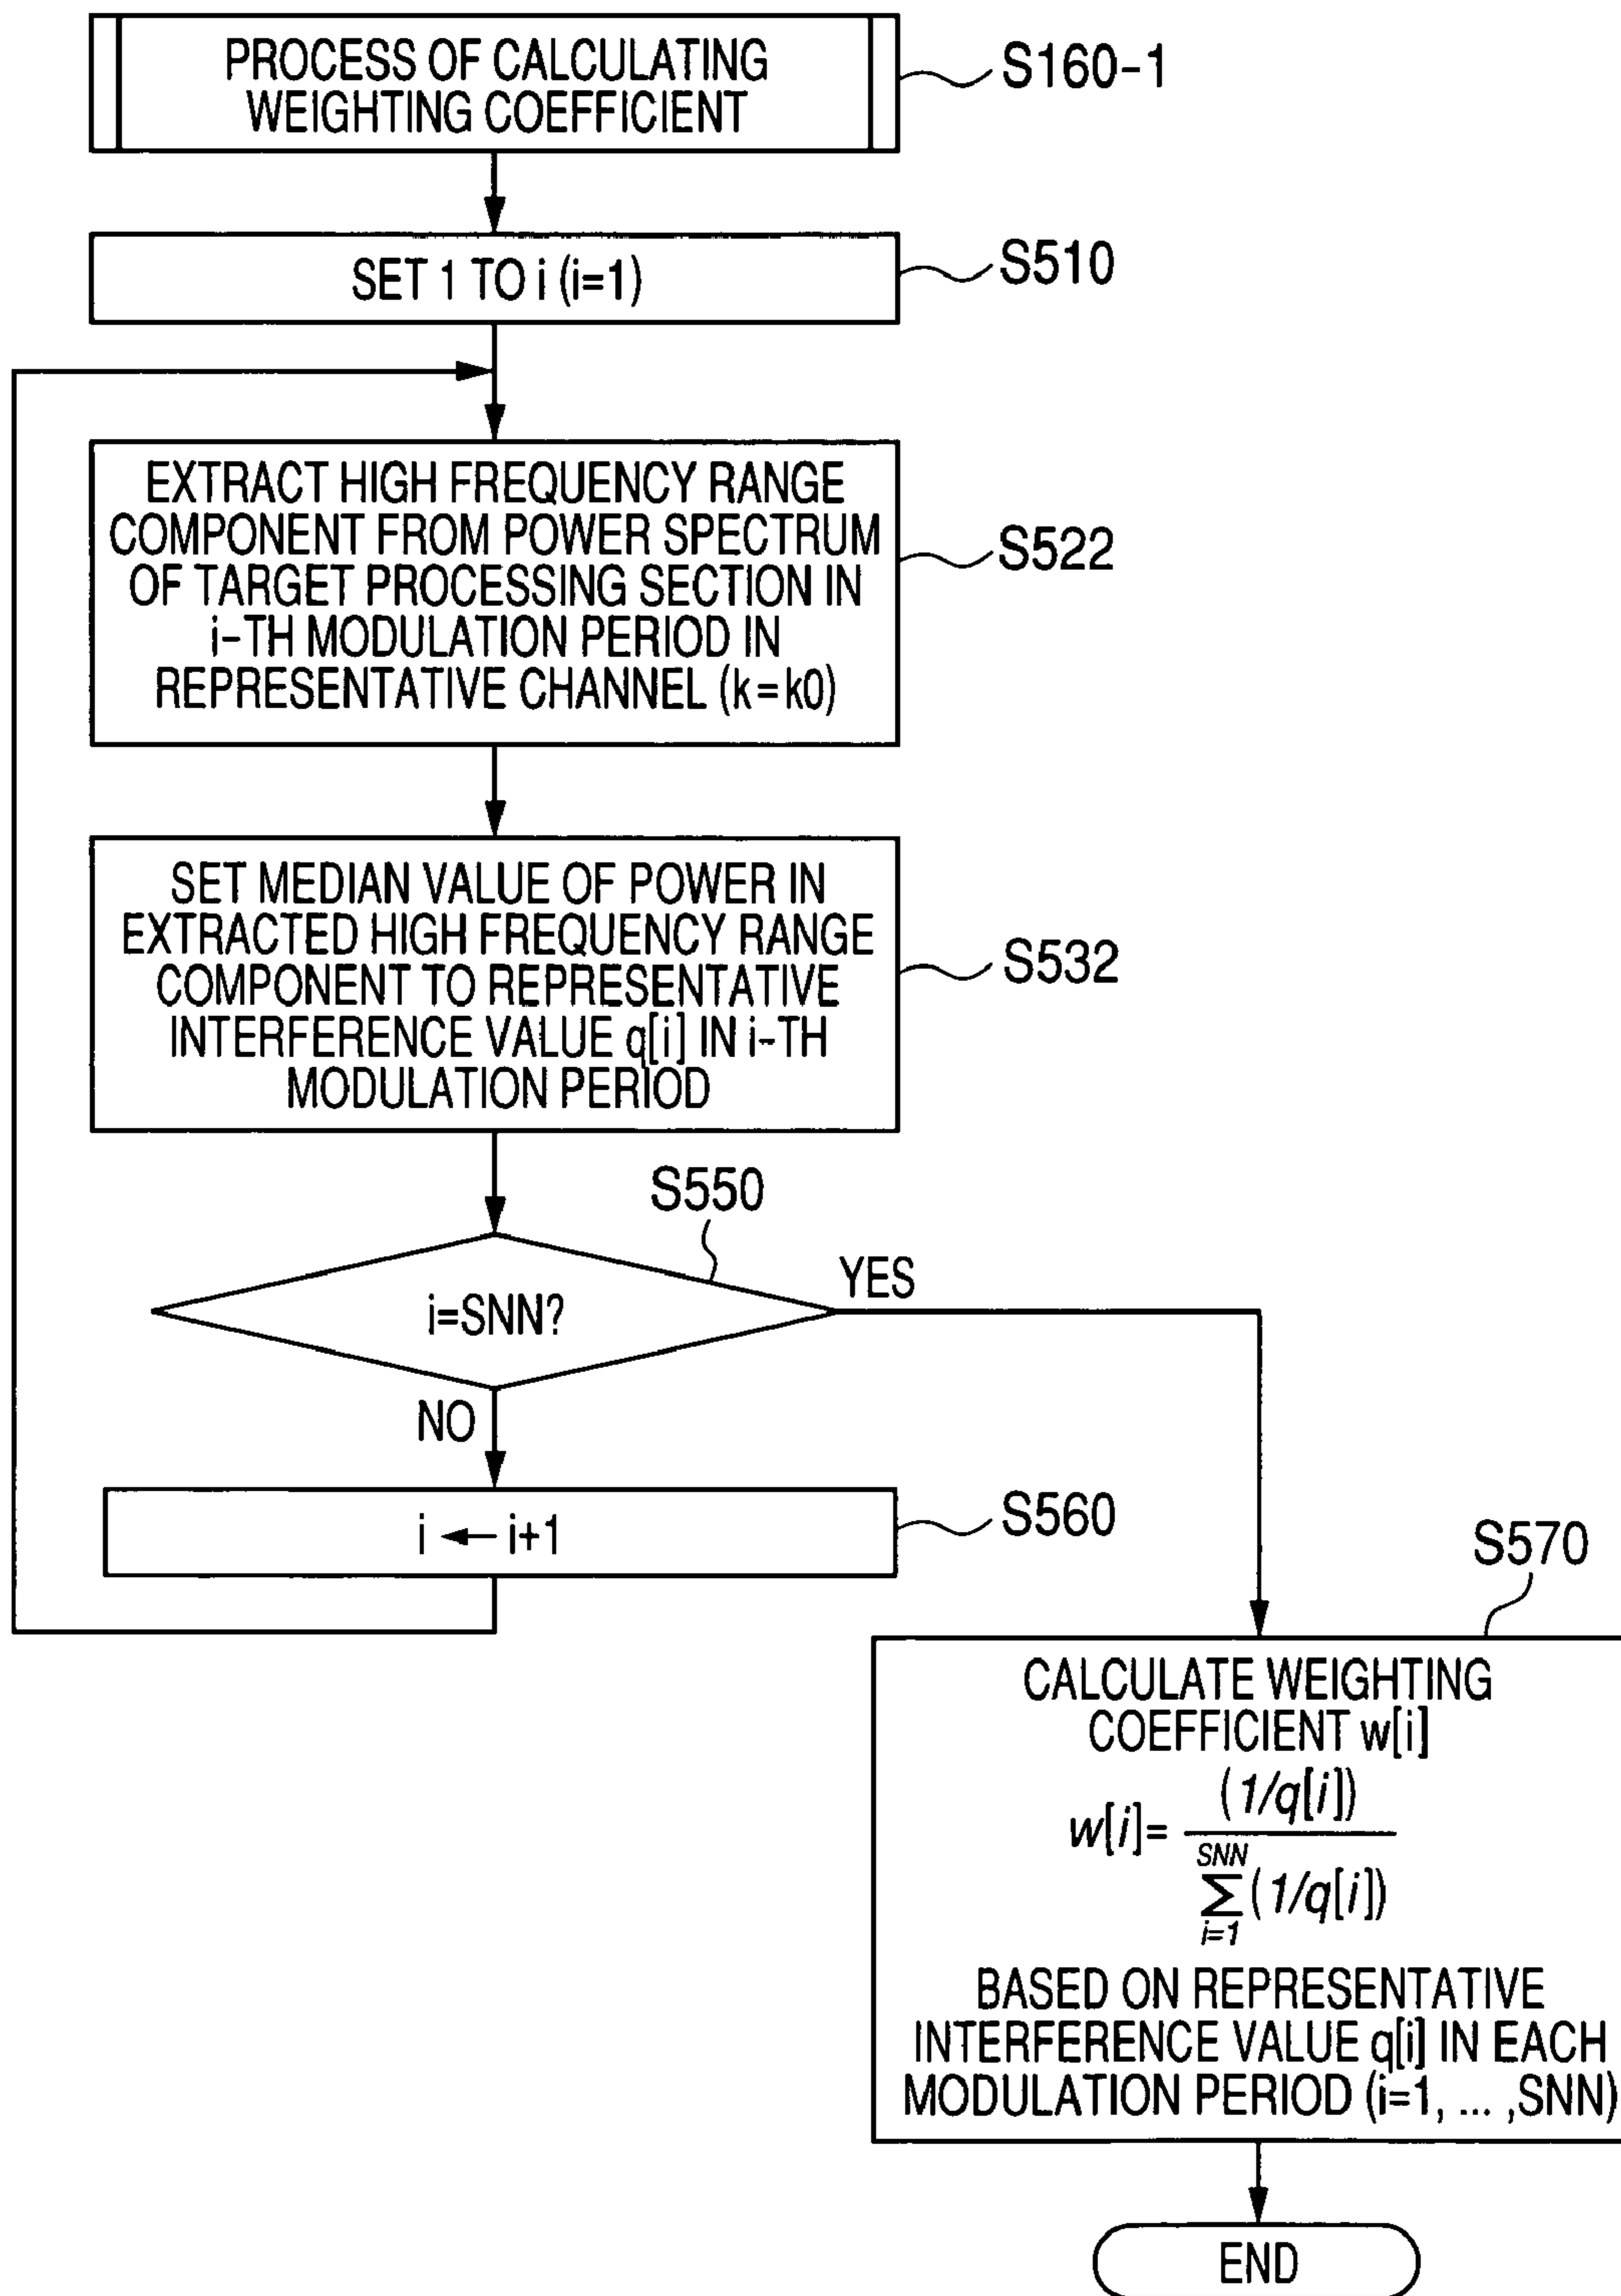 PROCESS OF CALCULATING
WEIGHTING COEFFICIENT
S160-1
SET 1 TO i (i=1)
S510
EXTRACT HIGH FREQUENCY RANGE
COMPONENT FROM POWER SPECTRUM
OF TARGET PROCESSING SECTION IN
i-TH MODULATION PERIOD IN
REPRESENTATIVE CHANNEL (k=k0)
S522
SET MEDIAN VALUE OF POWER IN
EXTRACTED HIGH FREQUENCY RANGE
COMPONENT TO REPRESENTATIVE
INTERFERENCE VALUE q[i] IN i-TH
MODULATION PERIOD
S532
S550
i=SNN?
YES
NO
i ← i+1
S560
S570
CALCULATE WEIGHTING
COEFFICIENT w[i]
(1/q[i])
w[i]=
SNN
∑(1/q[i])
i=1
BASED ON REPRESENTATIVE
INTERFERENCE VALUE q[i] IN EACH
MODULATION PERIOD (i=1, ... ,SNN)
END